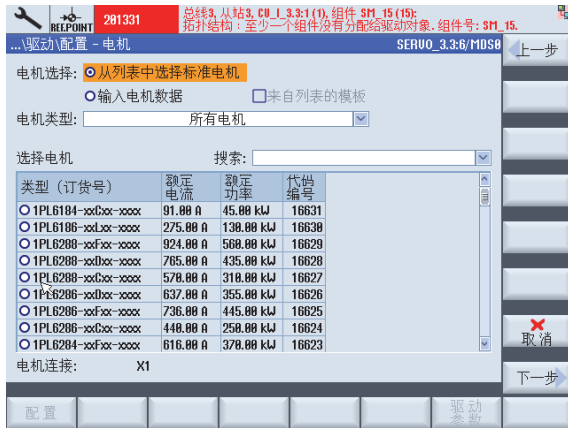 REFPOINT
201331
总线3, 从站3, CU_I_3.3:1(1), 组件 SM_15(15):
拓扑结构：至少一个组件没有分配给驱动对象. 组件号: SM_15.
...\驱动\配置 - 电机
SERVO_3.3:6/MDS8
上一步
电机选择:
从列表中选择标准电机
输入电机数据
来自列表的模板
电机类型:
所有电机
选择电机
搜索:
类型（订货号） 额定电流 额定功率 代码编号
1PL6184-xxCxx-xxxx 91.00 A 45.00 kW 16631
1PL6186-xxLxx-xxxx 275.00 A 130.00 kW 16630
1PL6288-xxFxx-xxxx 924.00 A 560.00 kW 16629
1PL6288-xxDxx-xxxx 765.00 A 435.00 kW 16628
1PL6288-xxCxx-xxxx 570.00 A 310.00 kW 16627
1PL6286-xxDxx-xxxx 637.00 A 355.00 kW 16626
1PL6286-xxFxx-xxxx 736.00 A 445.00 kW 16625
1PL6286-xxCxx-xxxx 440.00 A 250.00 kW 16624
1PL6284-xxFxx-xxxx 616.00 A 370.00 kW 16623
取消
电机连接: X1
下一步
配置
驱动参数